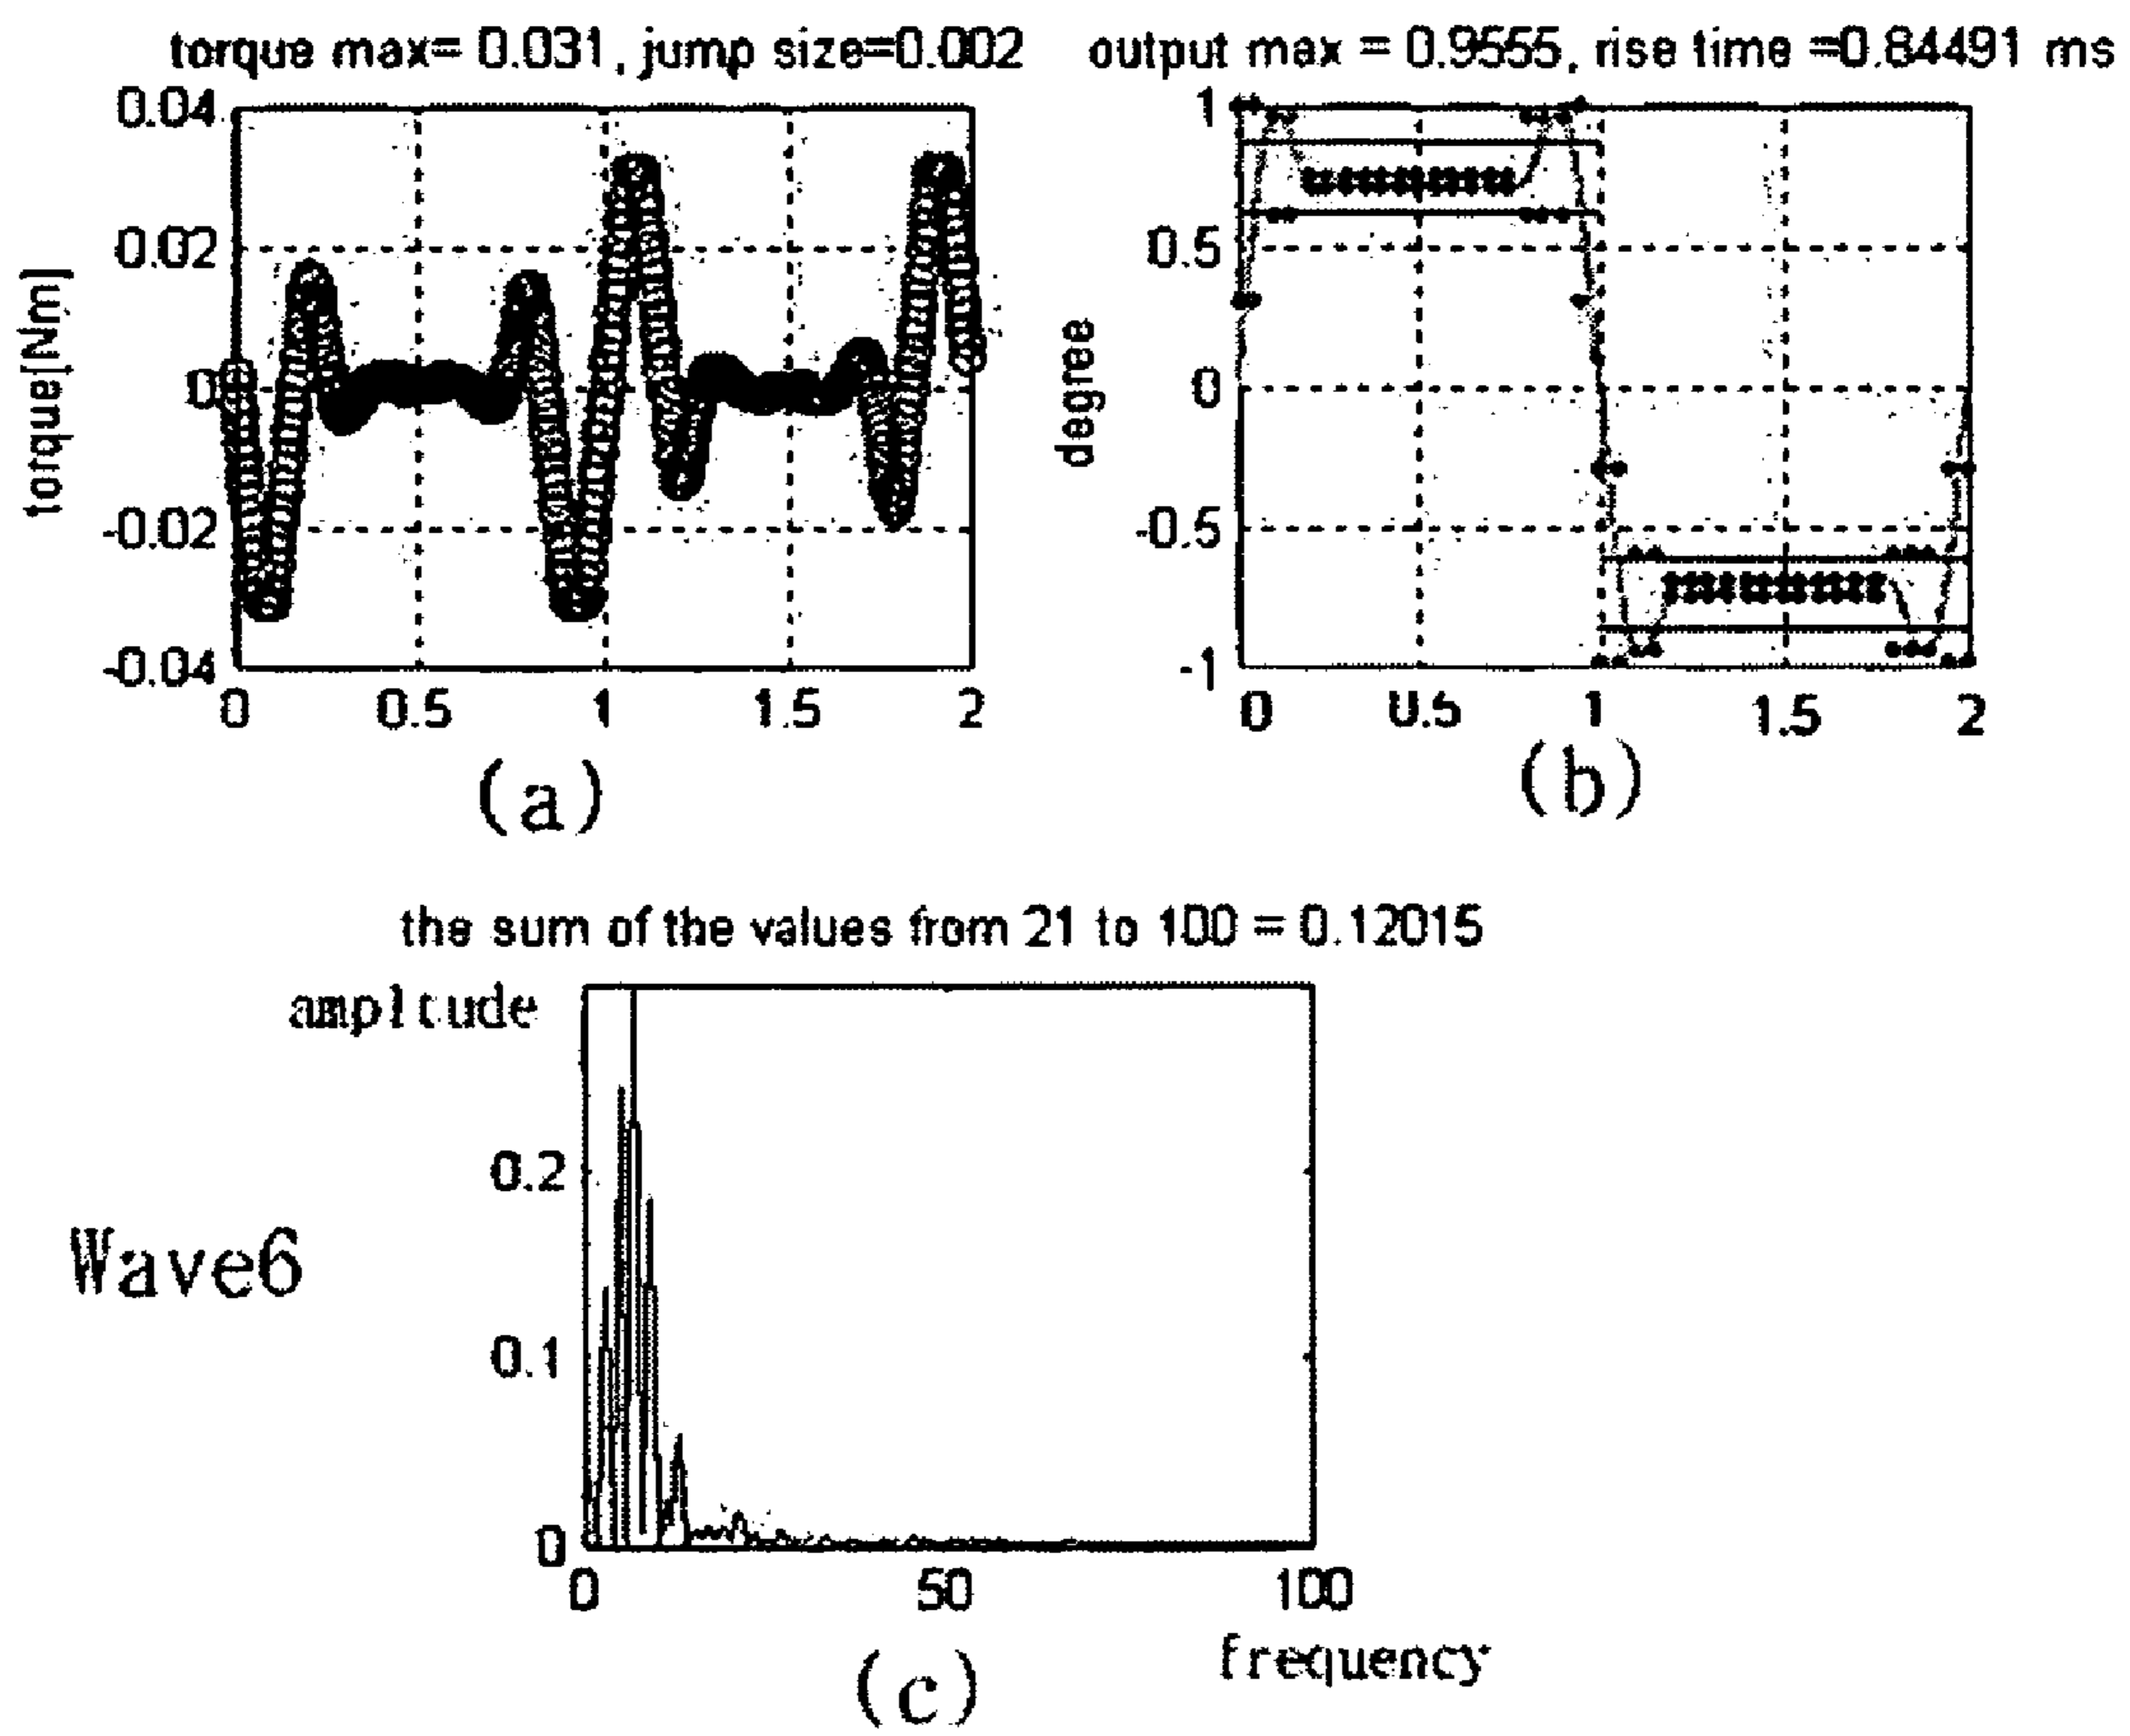 torque max= 0.031, jump size=0.002
output max = 0.9555, rise time =0.84491 ms
torque[Nm]
0.04
0.02
0
-0.02
-0.04
0 0.5 1 1.5 2
(a)
degree
1
0.5
0
-0.5
-1
0 0.5 1 1.5 2
(b)
the sum of the values from 21 to 100 = 0.12015
amplitude
0.2
0.1
0
0 50 100
frequency
(c)
Wave6